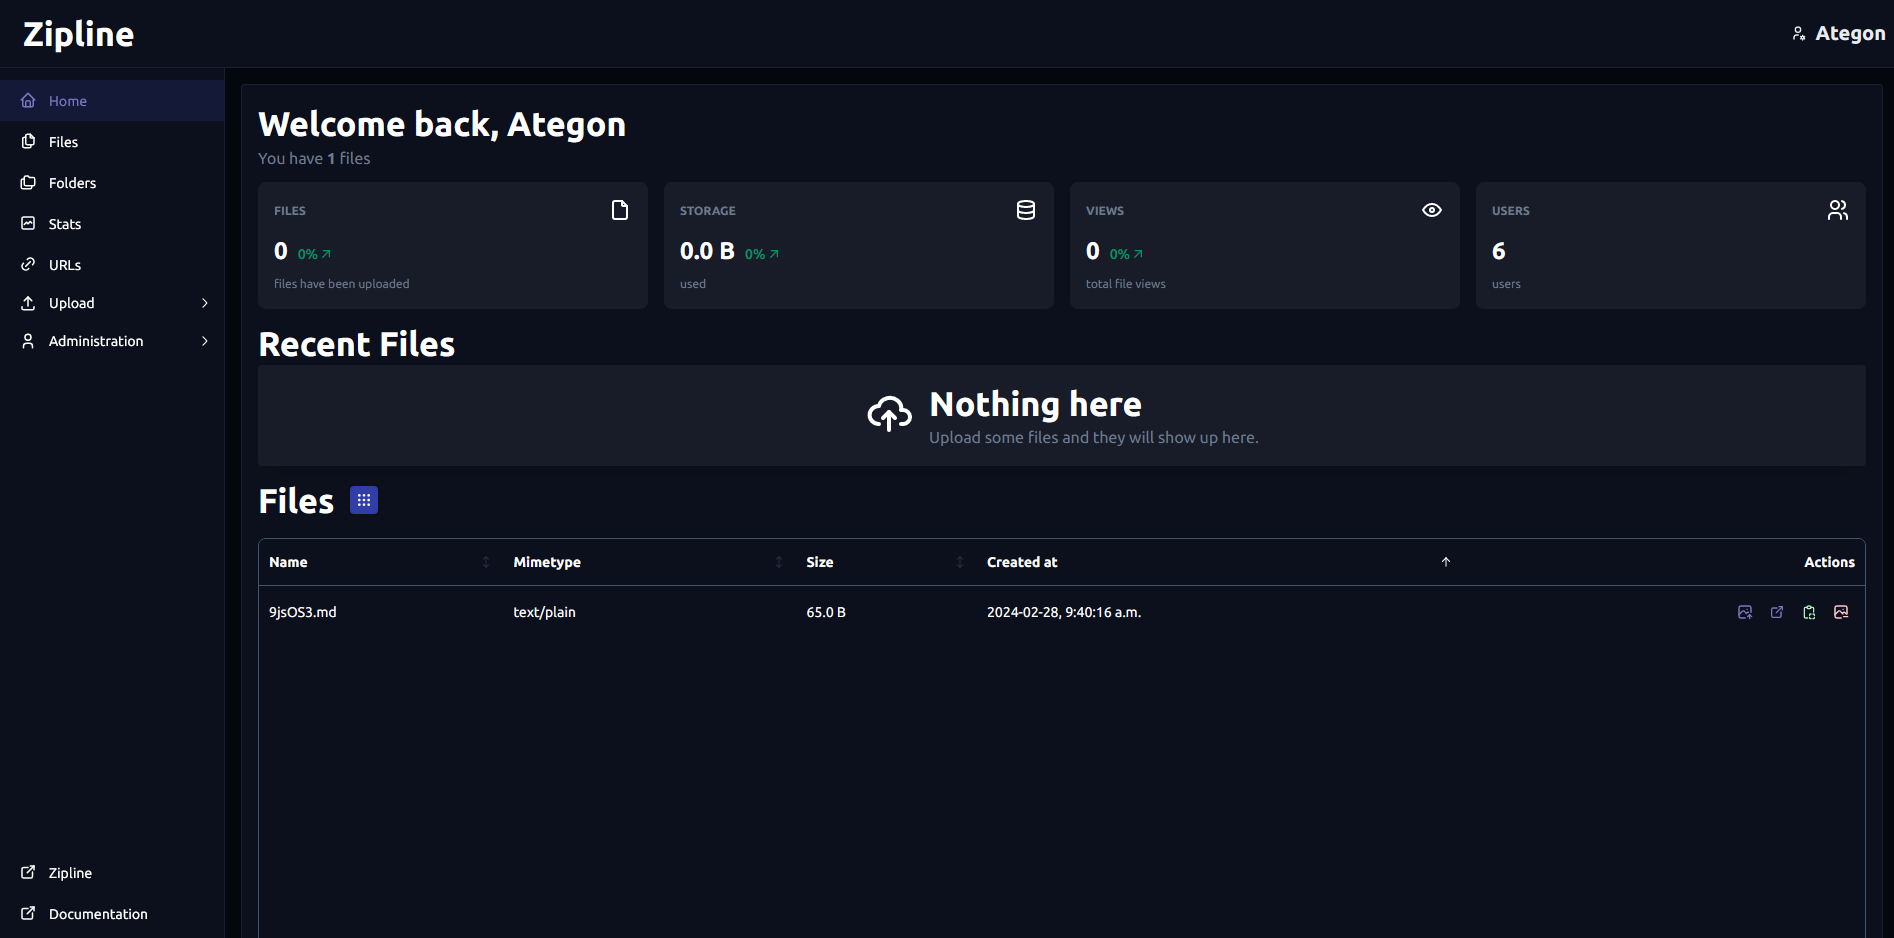 Zipline
Ategon
Home
Files
Folders
Stats
URLs
Upload
Administration
Zipline
Documentation
Welcome back, Ategon
You have 1 files
FILES
0 0%
files have been uploaded
STORAGE
0.0 B 0%
used
VIEWS
0 0%
total file views
USERS
6
users
Recent Files
Nothing here
Upload some files and they will show up here.
Files
Name Mimetype Size Created at Actions
9jsOS3.md text/plain 65.0 B 2024-02-28, 9:40:16 a.m.